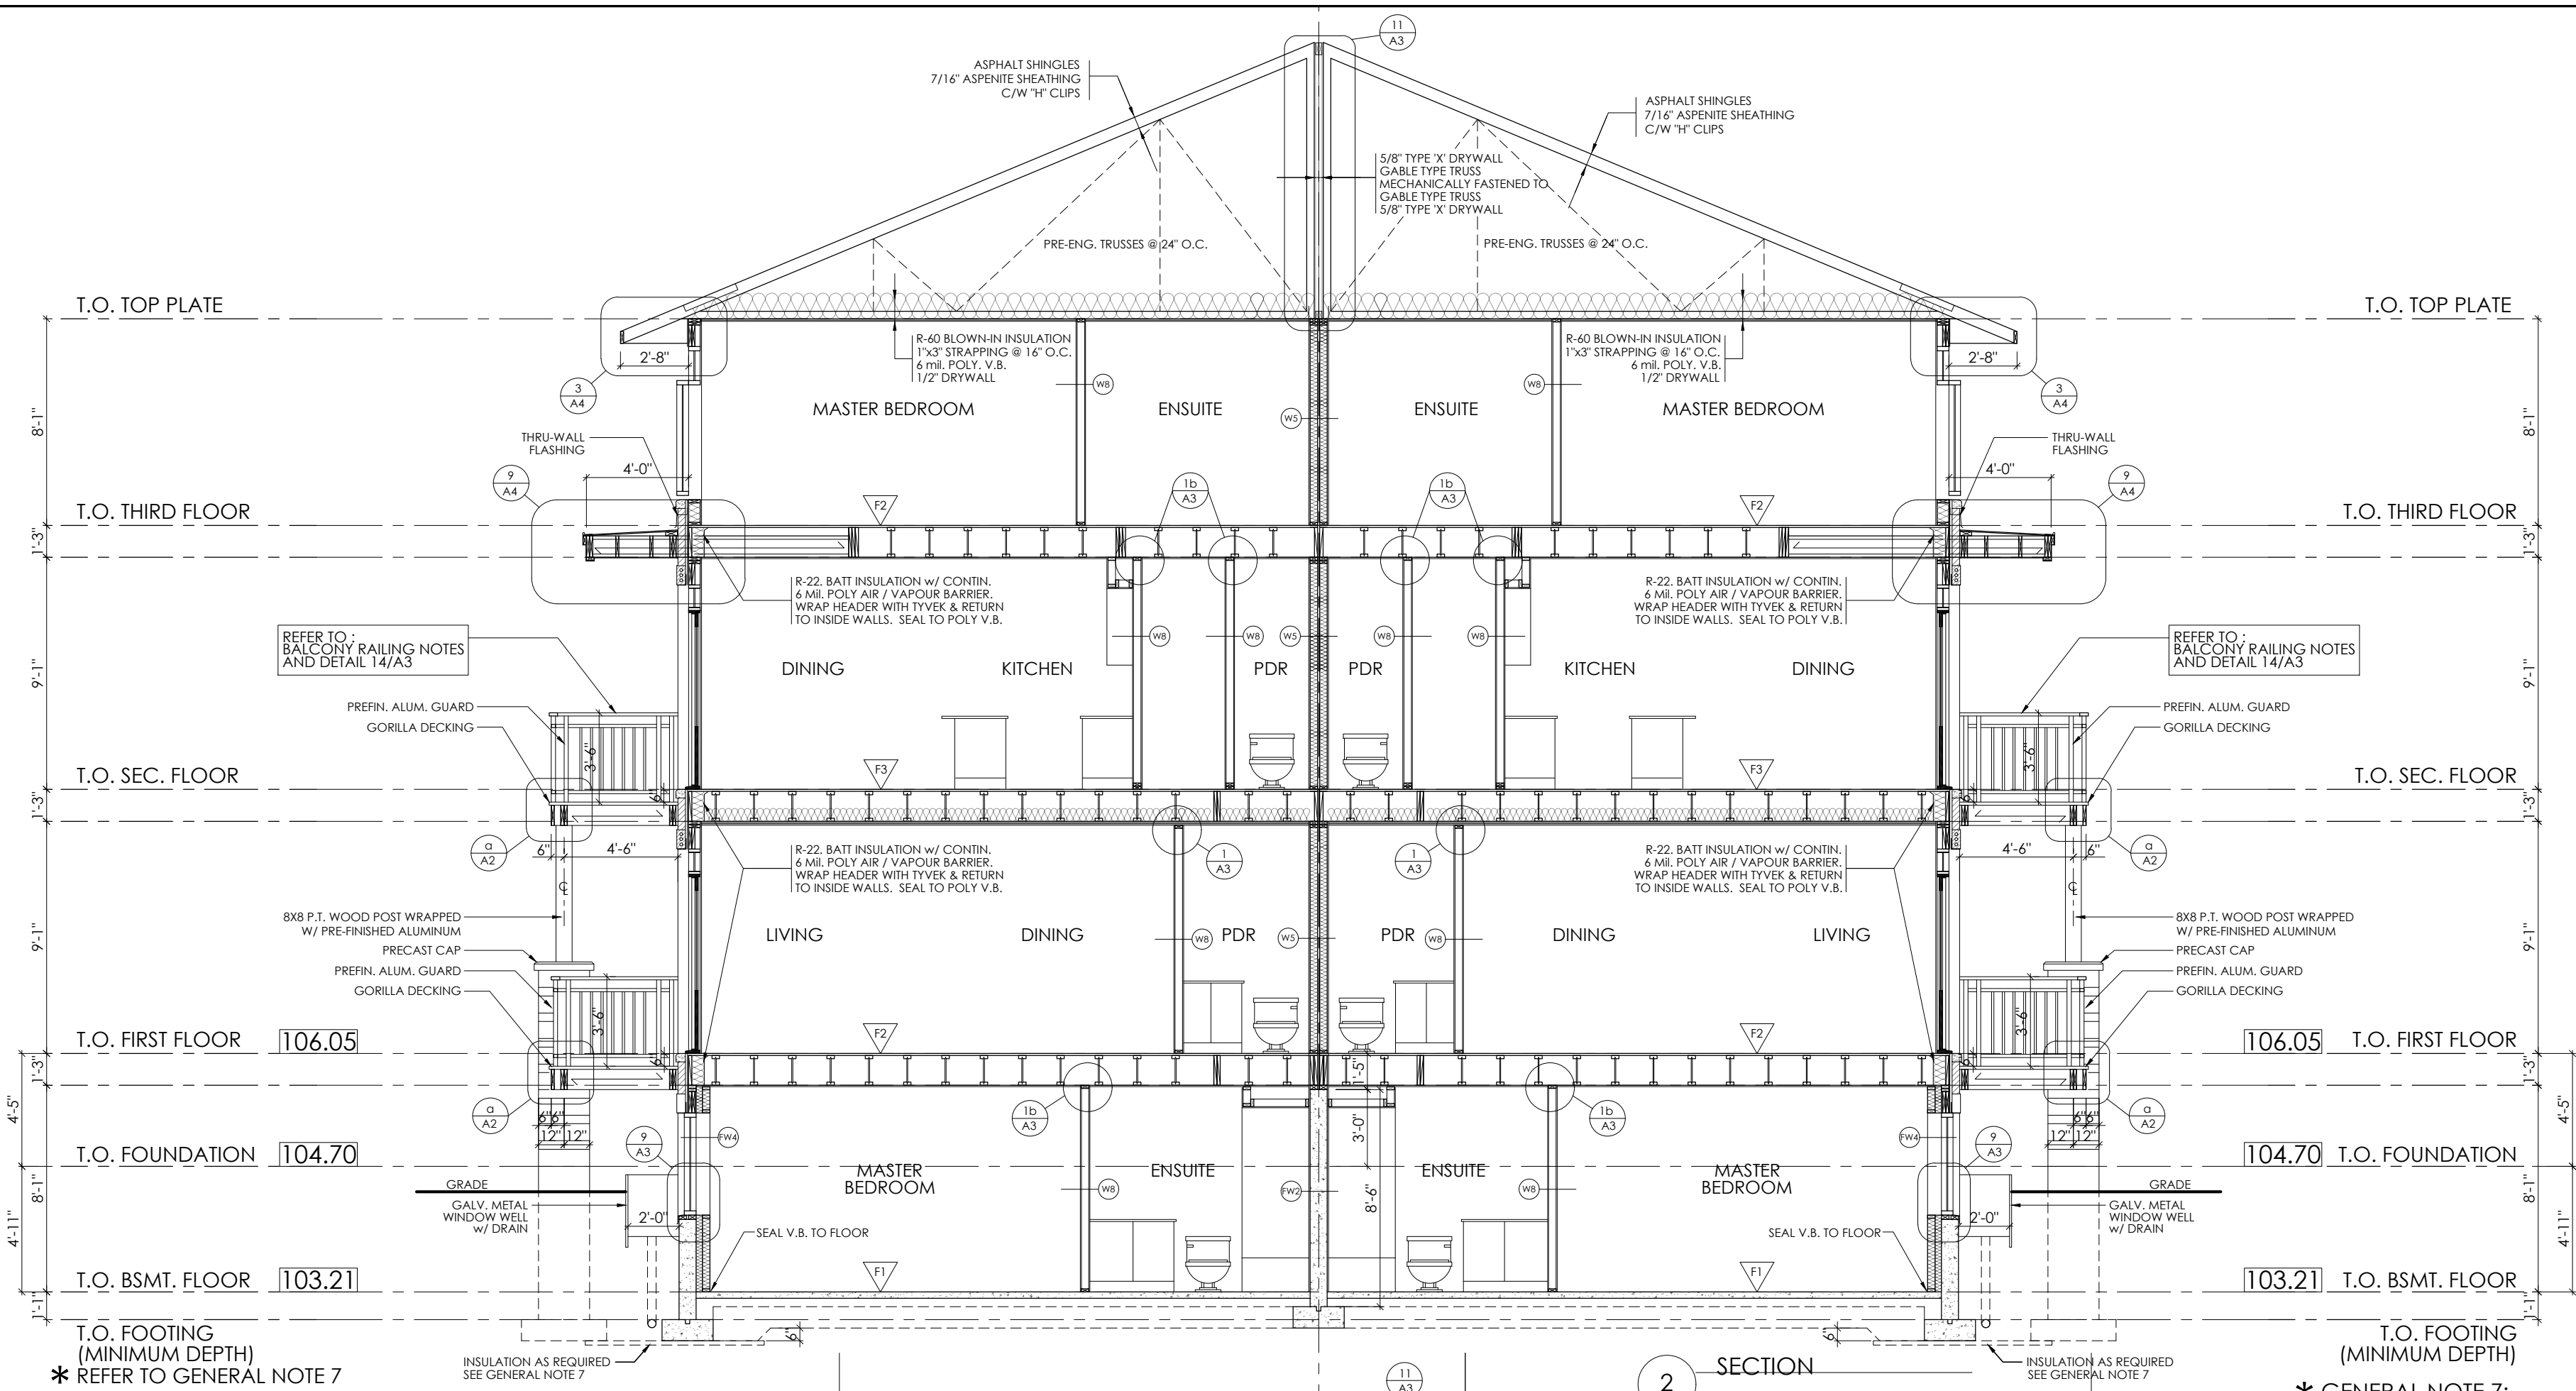 11
A3
ASPHALT SHINGLES
7/16" ASPENITE SHEATHING
C/W "H" CLIPS
ASPHALT SHINGLES
7/16" ASPENITE SHEATHING
C/W "H" CLIPS
5/8" TYPE 'X' DRYWALL
GABLE TYPE TRUSS
MECHANICALLY FASTENED TO
GABLE TYPE TRUSS
5/8" TYPE 'X' DRYWALL
PRE-ENG. TRUSSES @ 24" O.C.
PRE-ENG. TRUSSES @ 24" O.C.
T.O. TOP PLATE
T.O. TOP PLATE
R-60 BLOWN-IN INSULATION
1"x3" STRAPPING @ 16" O.C.
6 mil. POLY. V.B.
1/2" DRYWALL
R-60 BLOWN-IN INSULATION
1"x3" STRAPPING @ 16" O.C.
6 mil. POLY. V.B.
1/2" DRYWALL
2'-8"
2'-8"
3
A4
3
A4
W8
W8
W5
8'-1"
8'-1"
MASTER BEDROOM
ENSUITE
ENSUITE
MASTER BEDROOM
THRU-WALL
FLASHING
THRU-WALL
FLASHING
4'-0"
4'-0"
9
A4
9
A4
1b
A3
1b
A3
F2
F2
T.O. THIRD FLOOR
T.O. THIRD FLOOR
1'-3"
1'-3"
R-22. BATT INSULATION w/ CONTIN.
6 Mil. POLY AIR / VAPOUR BARRIER.
WRAP HEADER WITH TYVEK & RETURN
TO INSIDE WALLS. SEAL TO POLY V.B.
R-22. BATT INSULATION w/ CONTIN.
6 Mil. POLY AIR / VAPOUR BARRIER.
WRAP HEADER WITH TYVEK & RETURN
TO INSIDE WALLS. SEAL TO POLY V.B.
REFER TO :
BALCONY RAILING NOTES
AND DETAIL 14/A3
REFER TO :
BALCONY RAILING NOTES
AND DETAIL 14/A3
W8
W8
W5
W8
W8
9'-1"
9'-1"
DINING
KITCHEN
PDR
PDR
KITCHEN
DINING
PREFIN. ALUM. GUARD
GORILLA DECKING
PREFIN. ALUM. GUARD
GORILLA DECKING
3'-6"
3'-6"
F3
F3
T.O. SEC. FLOOR
T.O. SEC. FLOOR
6"
6"
1'-3"
1'-3"
a
A2
6"
4'-6"
4'-6"
6"
a
A2
R-22. BATT INSULATION w/ CONTIN.
6 Mil. POLY AIR / VAPOUR BARRIER.
WRAP HEADER WITH TYVEK & RETURN
TO INSIDE WALLS. SEAL TO POLY V.B.
R-22. BATT INSULATION w/ CONTIN.
6 Mil. POLY AIR / VAPOUR BARRIER.
WRAP HEADER WITH TYVEK & RETURN
TO INSIDE WALLS. SEAL TO POLY V.B.
1
A3
1
A3
8X8 P.T. WOOD POST WRAPPED
W/ PRE-FINISHED ALUMINUM
PRECAST CAP
PREFIN. ALUM. GUARD
GORILLA DECKING
8X8 P.T. WOOD POST WRAPPED
W/ PRE-FINISHED ALUMINUM
PRECAST CAP
PREFIN. ALUM. GUARD
GORILLA DECKING
9'-1"
9'-1"
LIVING
DINING
W8
PDR
W5
PDR
W8
DINING
LIVING
3'-6"
3'-6"
F2
F2
T.O. FIRST FLOOR 106.05
106.05 T.O. FIRST FLOOR
6"
6"
1'-3"
1'-3"
1'-5"
a
A2
a
A2
6"6"
12" 12"
6"6"
12" 12"
1b
A3
1b
A3
4'-5"
4'-5"
3'-0"
FW4
FW4
9
A3
9
A3
T.O. FOUNDATION 104.70
104.70 T.O. FOUNDATION
MASTER
BEDROOM
ENSUITE
ENSUITE
MASTER
BEDROOM
W8
FW2
W8
8'-6"
GRADE
GALV. METAL
WINDOW WELL
w/ DRAIN
GRADE
GALV. METAL
WINDOW WELL
w/ DRAIN
8'-1"
8'-1"
4'-11"
4'-11"
2'-0"
2'-0"
SEAL V.B. TO FLOOR
SEAL V.B. TO FLOOR
F1
F1
T.O. BSMT. FLOOR 103.21
103.21 T.O. BSMT. FLOOR
1'-1"
1'-1"
6"
6"
T.O. FOOTING
(MINIMUM DEPTH)
* REFER TO GENERAL NOTE 7
T.O. FOOTING
(MINIMUM DEPTH)
* GENERAL NOTE 7:
INSULATION AS REQUIRED
SEE GENERAL NOTE 7
INSULATION AS REQUIRED
SEE GENERAL NOTE 7
11
A3
2
SECTION